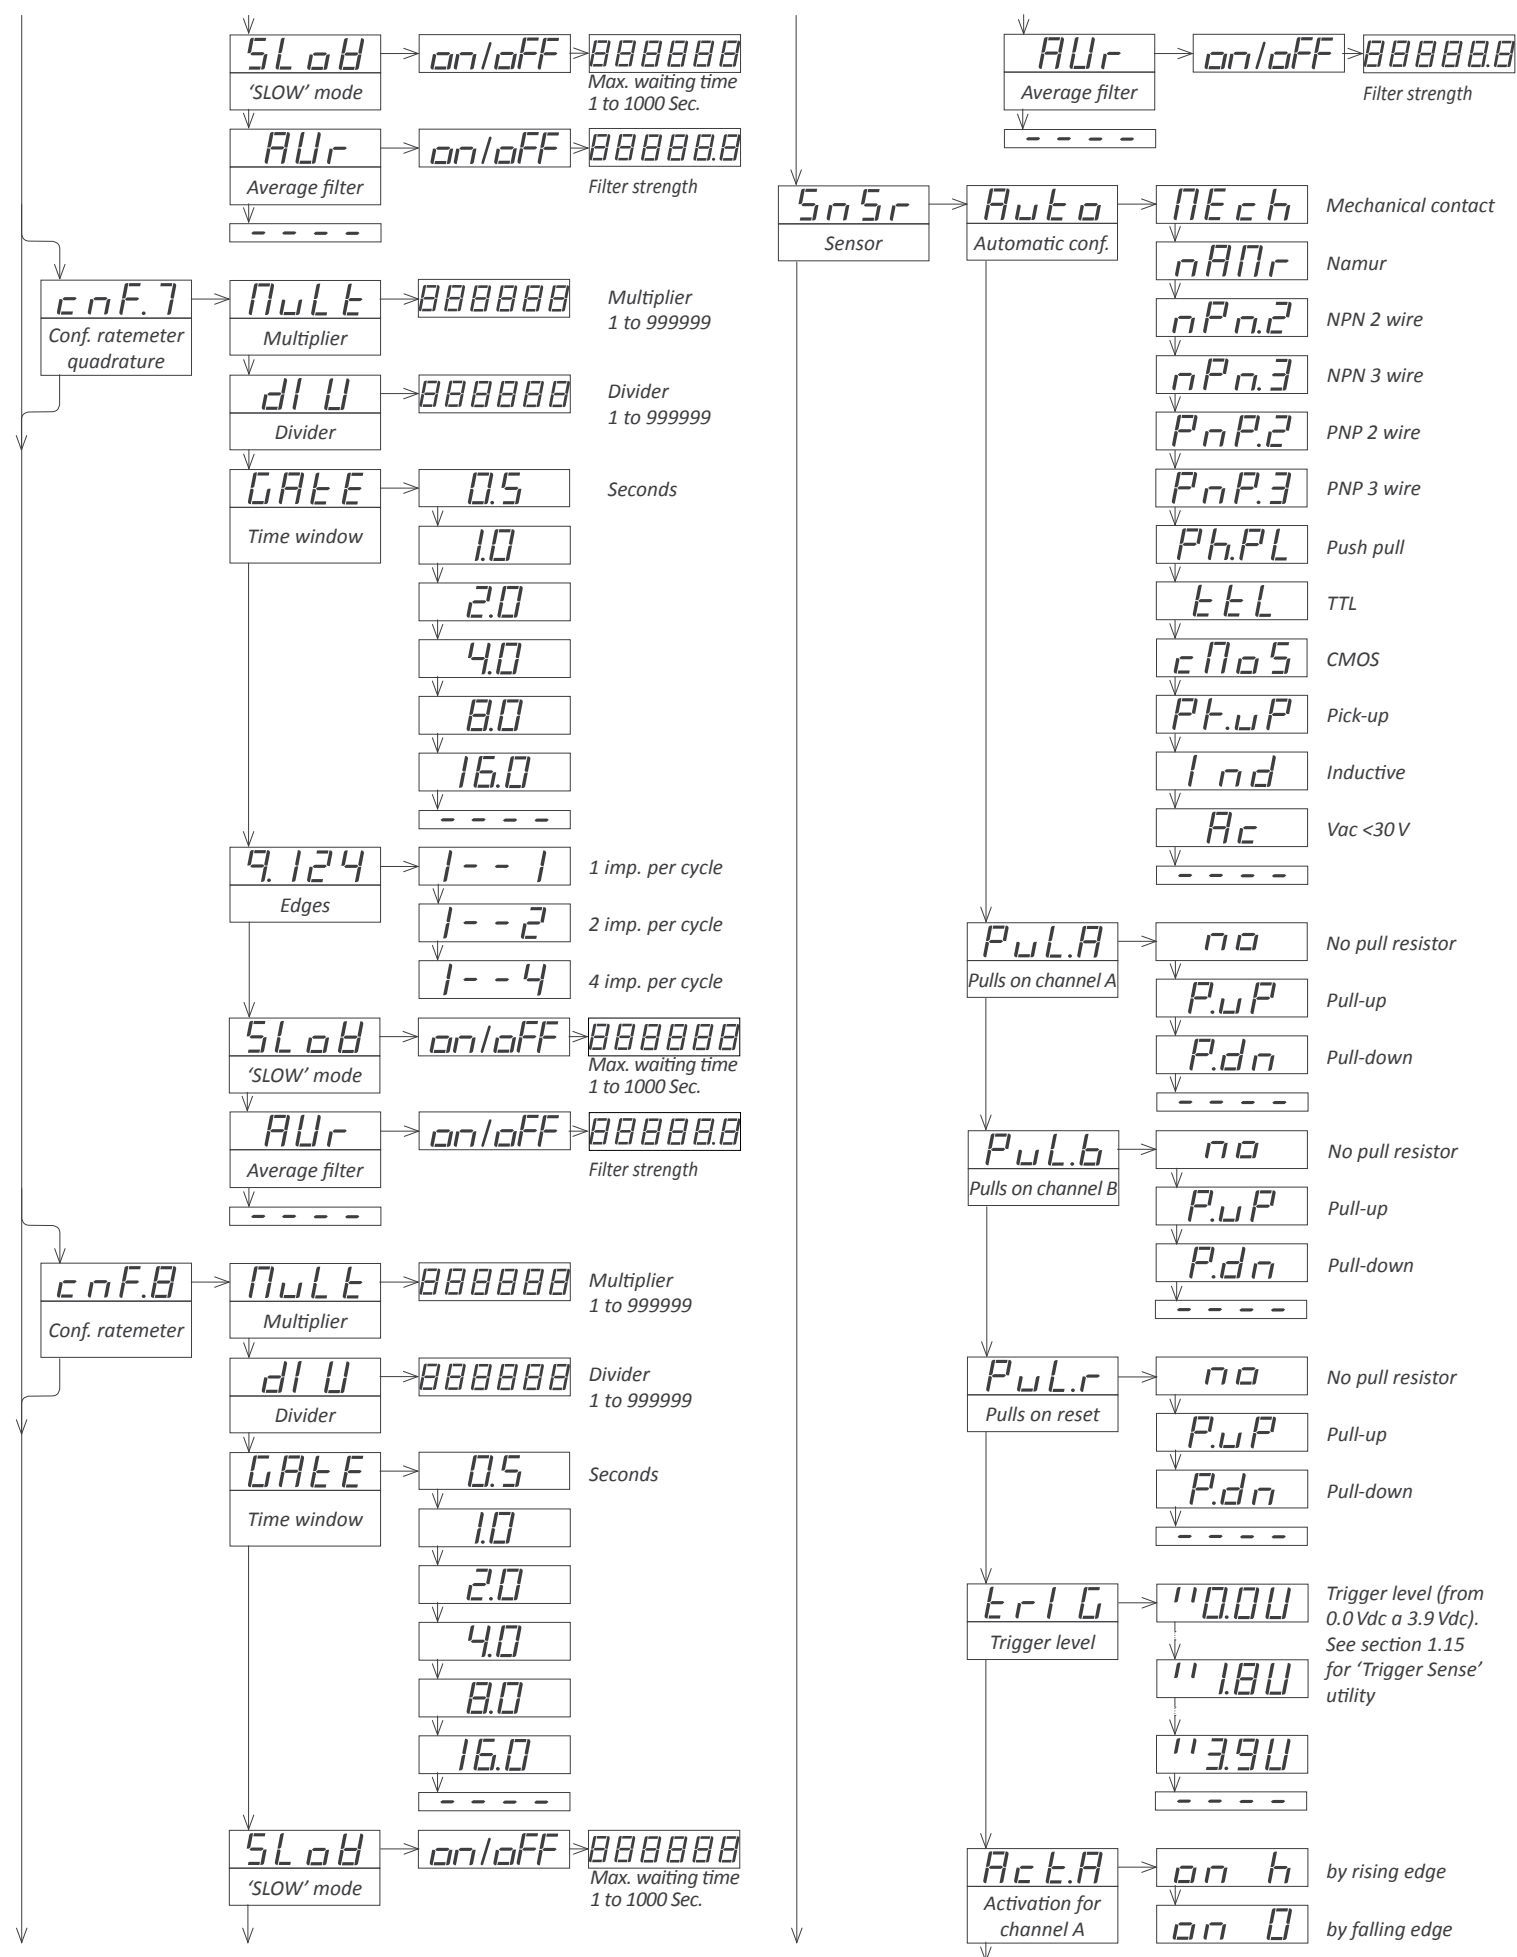 SLoW
on/oFF
888888
'SLOW' mode
Max. waiting time
1 to 1000 Sec.
AVr
on/oFF
88888.8
Average filter
Filter strength
- - - -
cnF.7
Conf. ratemeter
quadrature
MuLt
888888
Multiplier
Multiplier
1 to 999999
dIV
888888
Divider
Divider
1 to 999999
GAtE
0.5
Seconds
Time window
1.0
2.0
4.0
8.0
16.0
- - - -
q.124
1--1
1 imp. per cycle
Edges
1--2
2 imp. per cycle
1--4
4 imp. per cycle
SLoW
on/oFF
888888
'SLOW' mode
Max. waiting time
1 to 1000 Sec.
AVr
on/oFF
88888.8
Average filter
Filter strength
- - - -
cnF.8
Conf. ratemeter
MuLt
888888
Multiplier
Multiplier
1 to 999999
dIV
888888
Divider
Divider
1 to 999999
GAtE
0.5
Seconds
Time window
1.0
2.0
4.0
8.0
16.0
- - - -
SLoW
on/oFF
888888
'SLOW' mode
Max. waiting time
1 to 1000 Sec.
AVr
on/oFF
88888.8
Average filter
Filter strength
- - - -
SnSr
Sensor
Auto
Automatic conf.
MEch
Mechanical contact
nAMr
Namur
nPn.2
NPN 2 wire
nPn.3
NPN 3 wire
PnP.2
PNP 2 wire
PnP.3
PNP 3 wire
Ph.PL
Push pull
ttL
TTL
cMoS
CMOS
Pk.uP
Pick-up
Ind
Inductive
Ac
Vac <30 V
- - - -
PuL.A
Pulls on channel A
no
No pull resistor
P.uP
Pull-up
P.dn
Pull-down
- - - -
PuL.b
Pulls on channel B
no
No pull resistor
P.uP
Pull-up
P.dn
Pull-down
- - - -
PuL.r
Pulls on reset
no
No pull resistor
P.uP
Pull-up
P.dn
Pull-down
- - - -
trIG
Trigger level
''0.0V
Trigger level (from
0.0 Vdc a 3.9 Vdc).
See section 1.15
for 'Trigger Sense'
utility
''1.8V
''3.9V
- - - -
Act.A
Activation for
channel A
on h
by rising edge
on 0
by falling edge